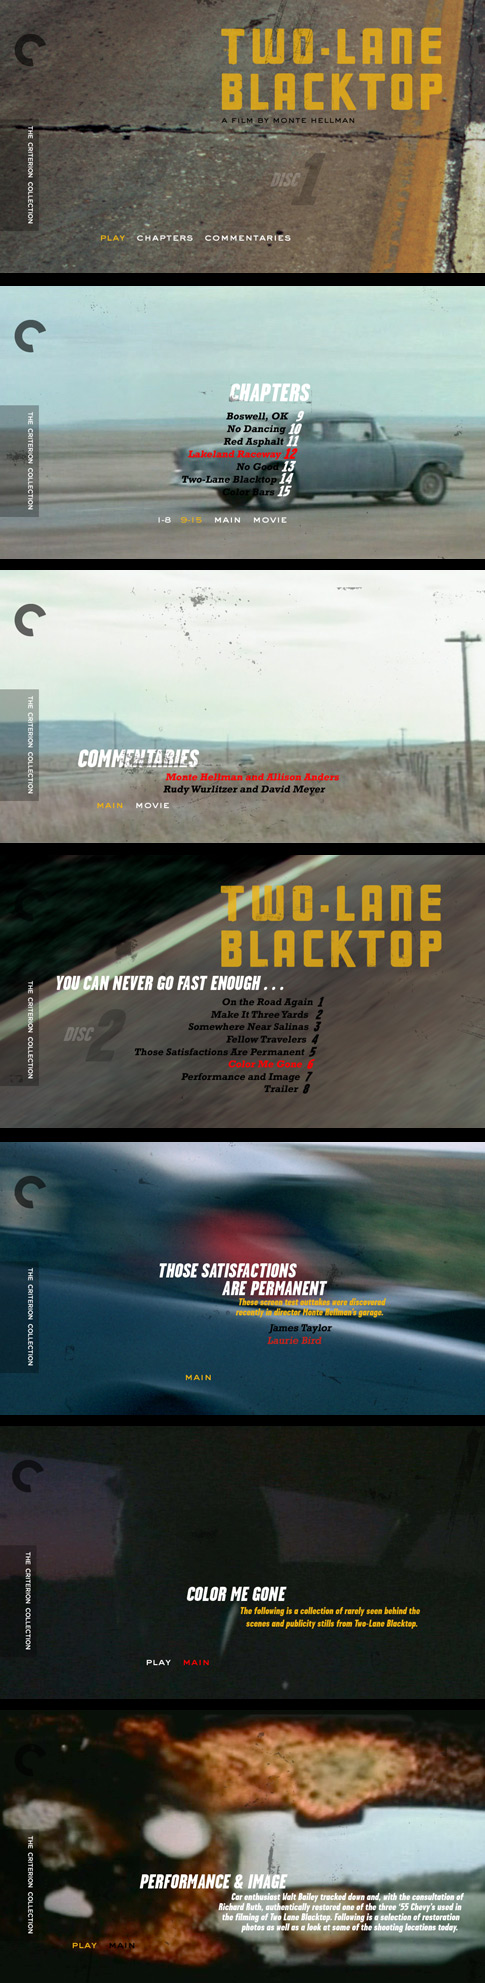 TWO-LANE
BLACKTOP
A FILM BY MONTE HELLMAN
THE CRITERION COLLECTION
DISC 1
PLAY CHAPTERS COMMENTARIES
CHAPTERS
THE CRITERION COLLECTION
Boswell, OK 9
No Dancing 10
Red Asphalt 11
Lakeland Raceway 12
No Good 13
Two-Lane Blacktop 14
Color Bars 15
1-8 9-15 MAIN MOVIE
THE CRITERION COLLECTION
COMMENTARIES
Monte Hellman and Allison Anders
Rudy Wurlitzer and David Meyer
MAIN MOVIE
TWO-LANE
BLACKTOP
YOU CAN NEVER GO FAST ENOUGH . . .
THE CRITERION COLLECTION
DISC 2
On the Road Again 1
Make It Three Yards 2
Somewhere Near Salinas 3
Fellow Travelers 4
Those Satisfactions Are Permanent 5
Color Me Gone 6
Performance and Image 7
Trailer 8
THOSE SATISFACTIONS
ARE PERMANENT
THE CRITERION COLLECTION
These screen test outtakes were discovered
recently in director Monte Hellman's garage.
James Taylor
Laurie Bird
MAIN
THE CRITERION COLLECTION
COLOR ME GONE
The following is a collection of rarely seen behind the
scenes and publicity stills from Two-Lane Blacktop.
PLAY MAIN
THE CRITERION COLLECTION
PERFORMANCE & IMAGE
Car enthusiast Walt Bailey tracked down and, with the consultation of
Richard Ruth, authentically restored one of the three '55 Chevy's used in
the filming of Two Lane Blacktop. Following is a selection of restoration
photos as well as a look at some of the shooting locations today.
PLAY MAIN